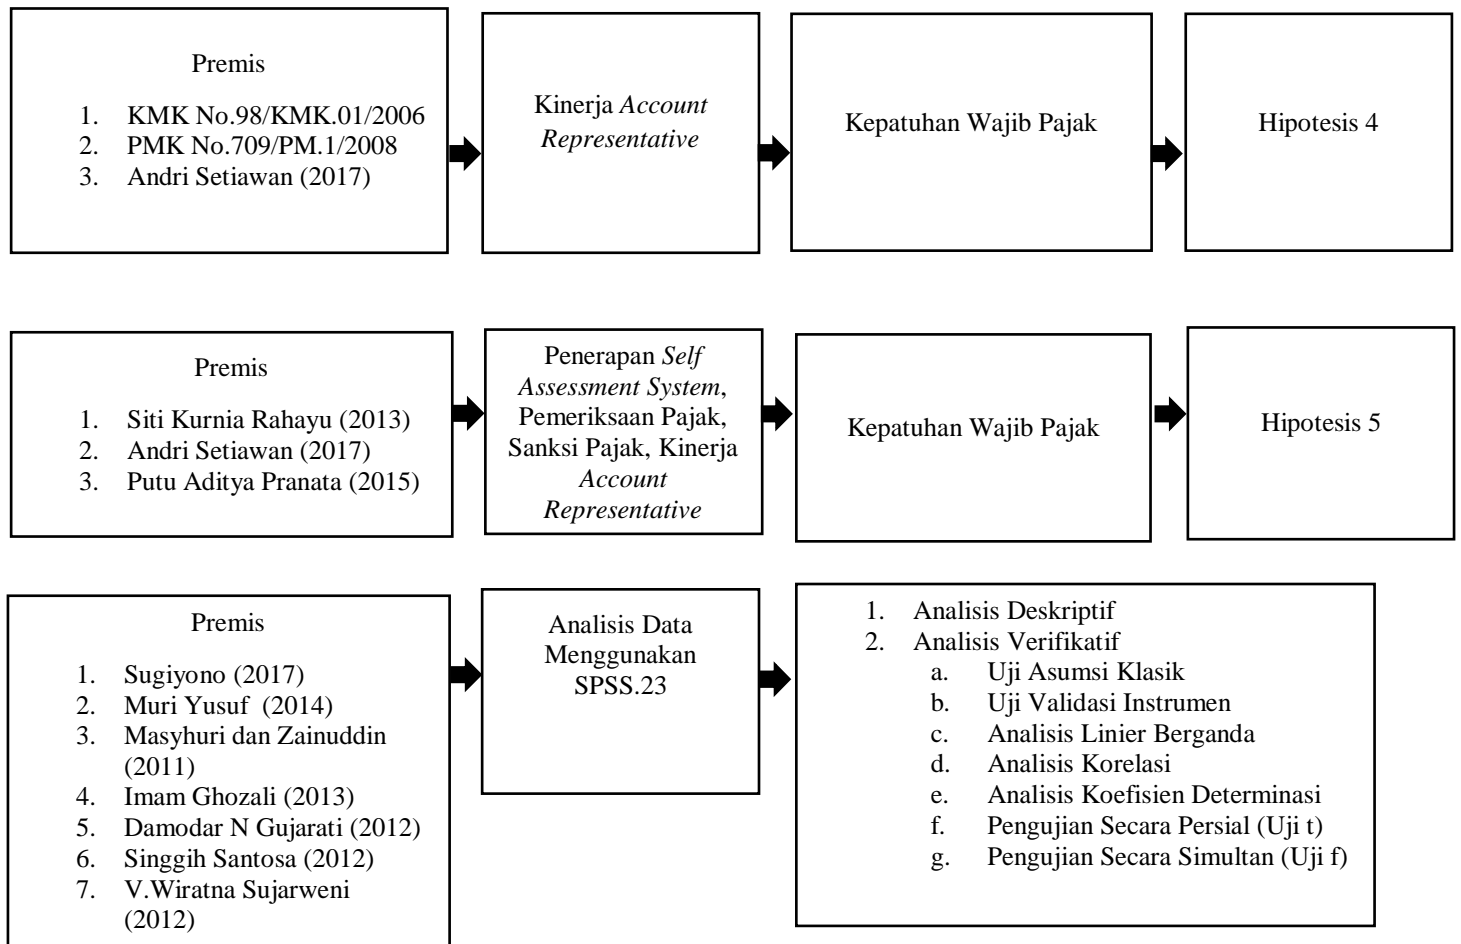 Premis
1. KMK No.98/KMK.01/2006
2. PMK No.709/PM.1/2008
3. Andri Setiawan (2017)
Kinerja Account
Representative
Kepatuhan Wajib Pajak
Hipotesis 4
Premis
1. Siti Kurnia Rahayu (2013)
2. Andri Setiawan (2017)
3. Putu Aditya Pranata (2015)
Penerapan Self
Assessment System,
Pemeriksaan Pajak,
Sanksi Pajak, Kinerja
Account
Representative
Kepatuhan Wajib Pajak
Hipotesis 5
Premis
1. Sugiyono (2017)
2. Muri Yusuf (2014)
3. Masyhuri dan Zainuddin
(2011)
4. Imam Ghozali (2013)
5. Damodar N Gujarati (2012)
6. Singgih Santosa (2012)
7. V.Wiratna Sujarweni
(2012)
Analisis Data
Menggunakan
SPSS.23
1. Analisis Deskriptif
2. Analisis Verifikatif
a. Uji Asumsi Klasik
b. Uji Validasi Instrumen
c. Analisis Linier Berganda
d. Analisis Korelasi
e. Analisis Koefisien Determinasi
f. Pengujian Secara Persial (Uji t)
g. Pengujian Secara Simultan (Uji f)